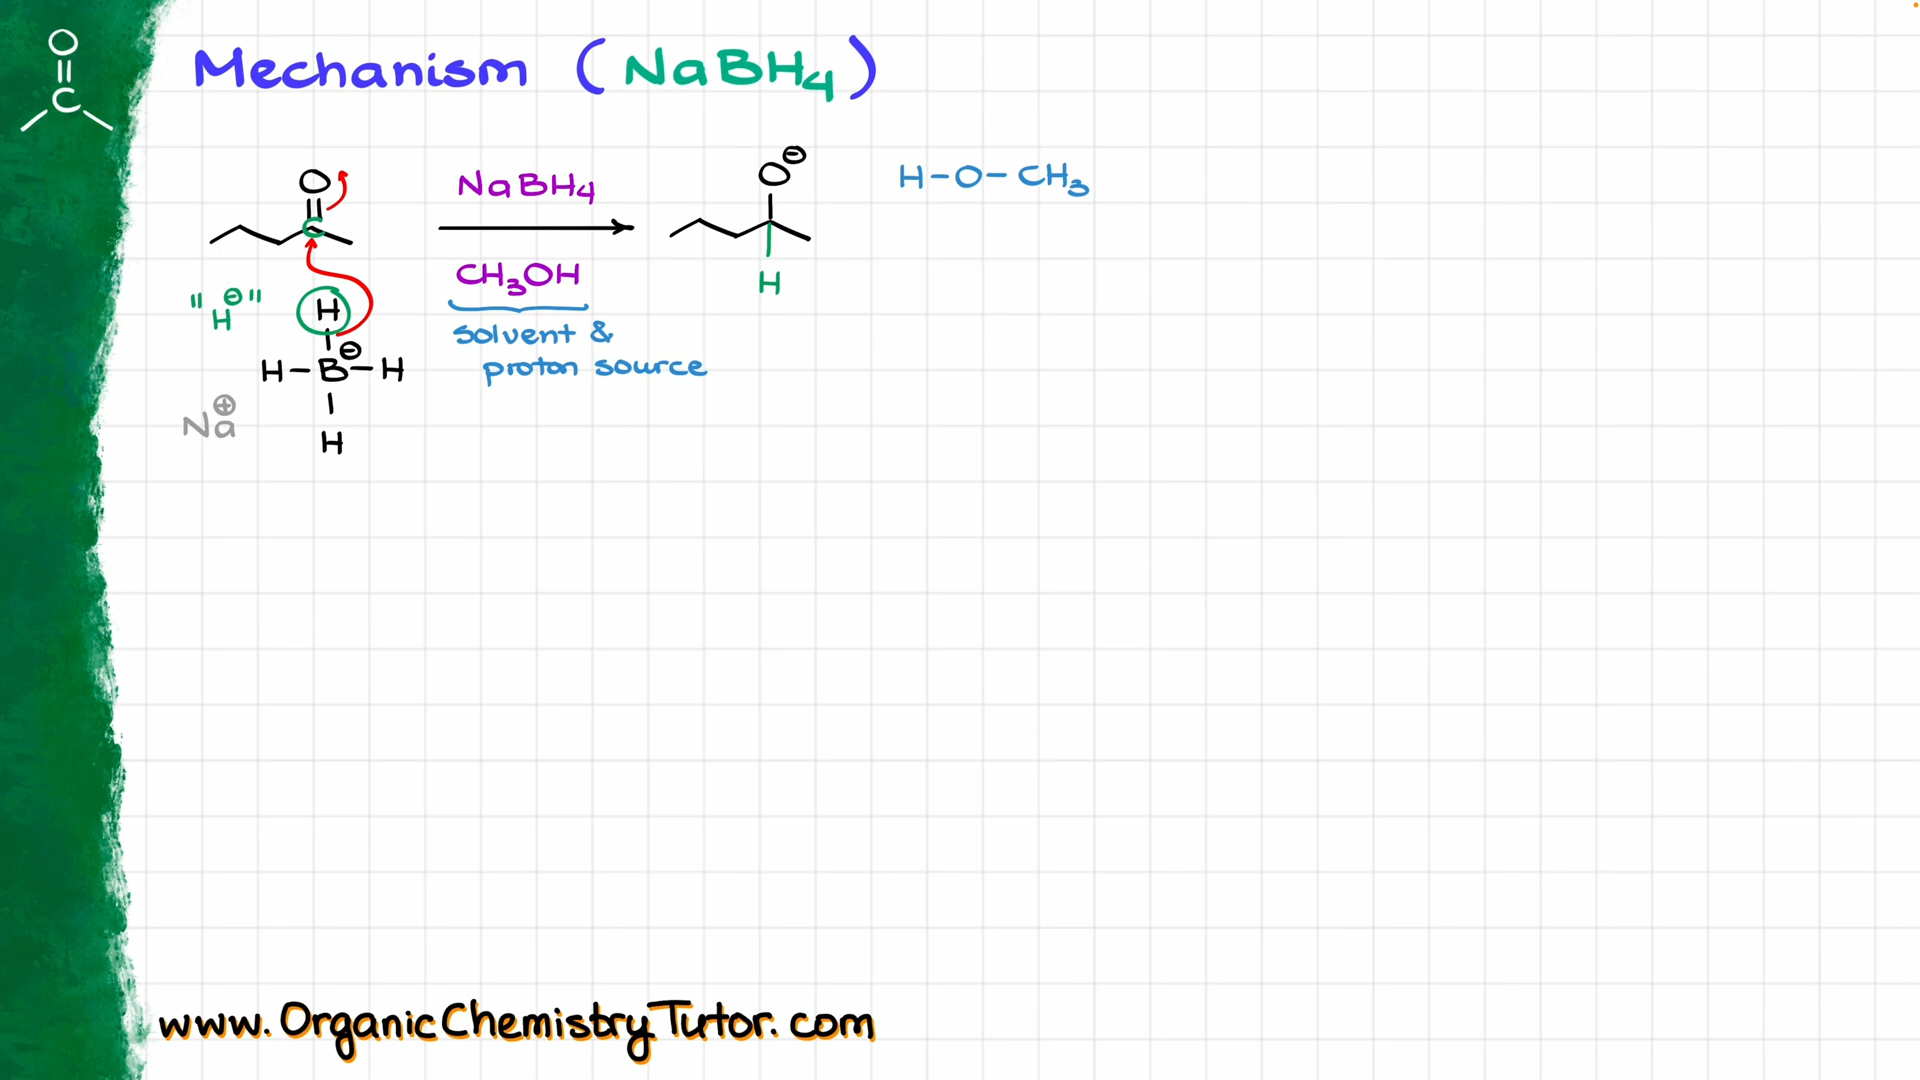 Mechanism (NaBH₄)
O
C
O
C
NaBH₄
CH₃OH
solvent &
proton source
O⊖
H
H-O-CH₃
"H⊖"
H
H-B⊖-H
H
Na⊕
www.OrganicChemistryTutor.com